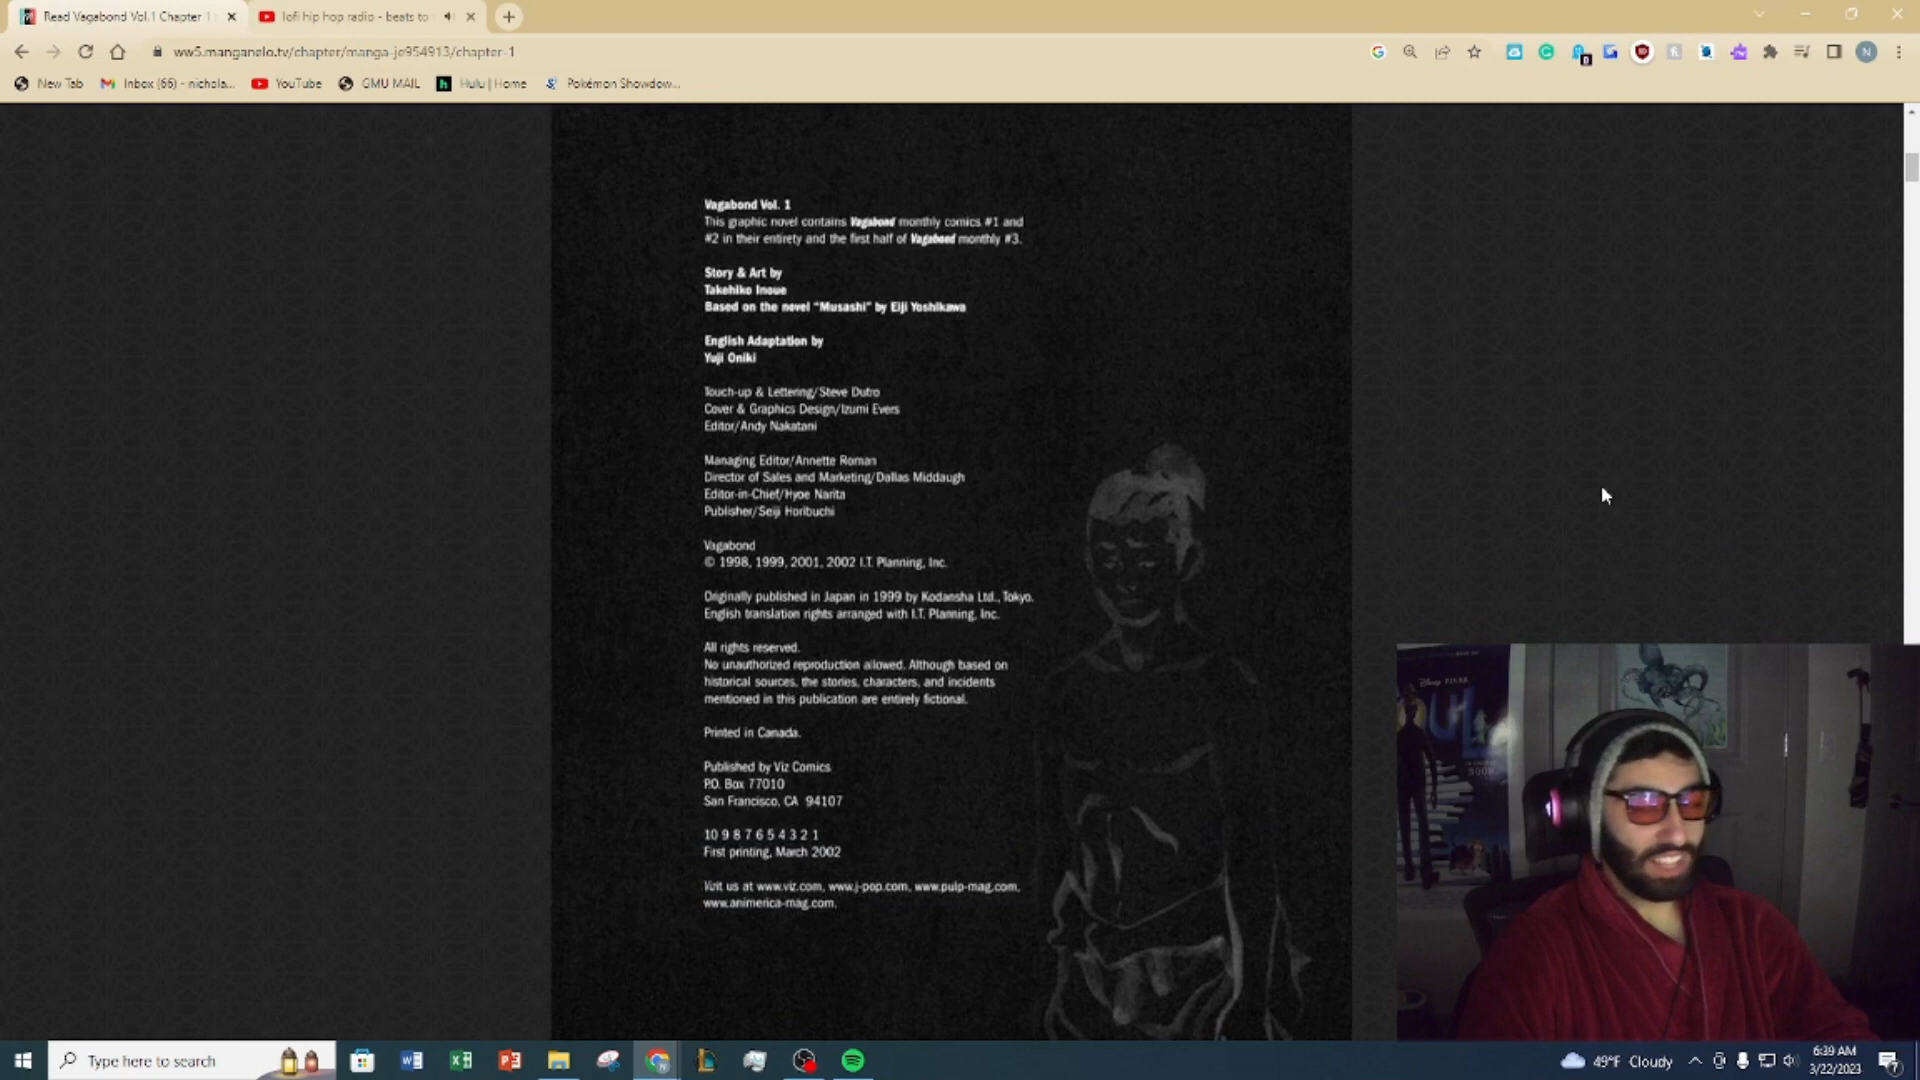 Read Vagabond Vol.1 Chapter 1
lofi hip hop radio - beats to
ww5.manganelo.tv/chapter/manga-je954913/chapter-1
New Tab
Inbox (66) - nichola...
YouTube
GMU MAIL
Hulu | Home
Pokémon Showdow...
Vagabond Vol. 1
This graphic novel contains Vagabond monthly comics #1 and
#2 in their entirety and the first half of Vagabond monthly #3.
Story & Art by
Takehiko Inoue
Based on the novel "Musashi" by Eiji Yoshikawa
English Adaptation by
Yuji Oniki
Touch-up & Lettering/Steve Dutro
Cover & Graphics Design/Izumi Evers
Editor/Andy Nakatani
Managing Editor/Annette Roman
Director of Sales and Marketing/Dallas Middaugh
Editor-in-Chief/Hyoe Narita
Publisher/Seiji Horibuchi
Vagabond
© 1998, 1999, 2001, 2002 I.T. Planning, Inc.
Originally published in Japan in 1999 by Kodansha Ltd., Tokyo.
English translation rights arranged with I.T. Planning, Inc.
All rights reserved.
No unauthorized reproduction allowed. Although based on
historical sources, the stories, characters, and incidents
mentioned in this publication are entirely fictional.
Printed in Canada.
Published by Viz Comics
P.O. Box 77010
San Francisco, CA 94107
10 9 8 7 6 5 4 3 2 1
First printing, March 2002
Visit us at www.viz.com, www.j-pop.com, www.pulp-mag.com,
www.animerica-mag.com.
Disney PIXAR
SOUL
SOON
Type here to search
49°F Cloudy
6:39 AM
3/22/2023